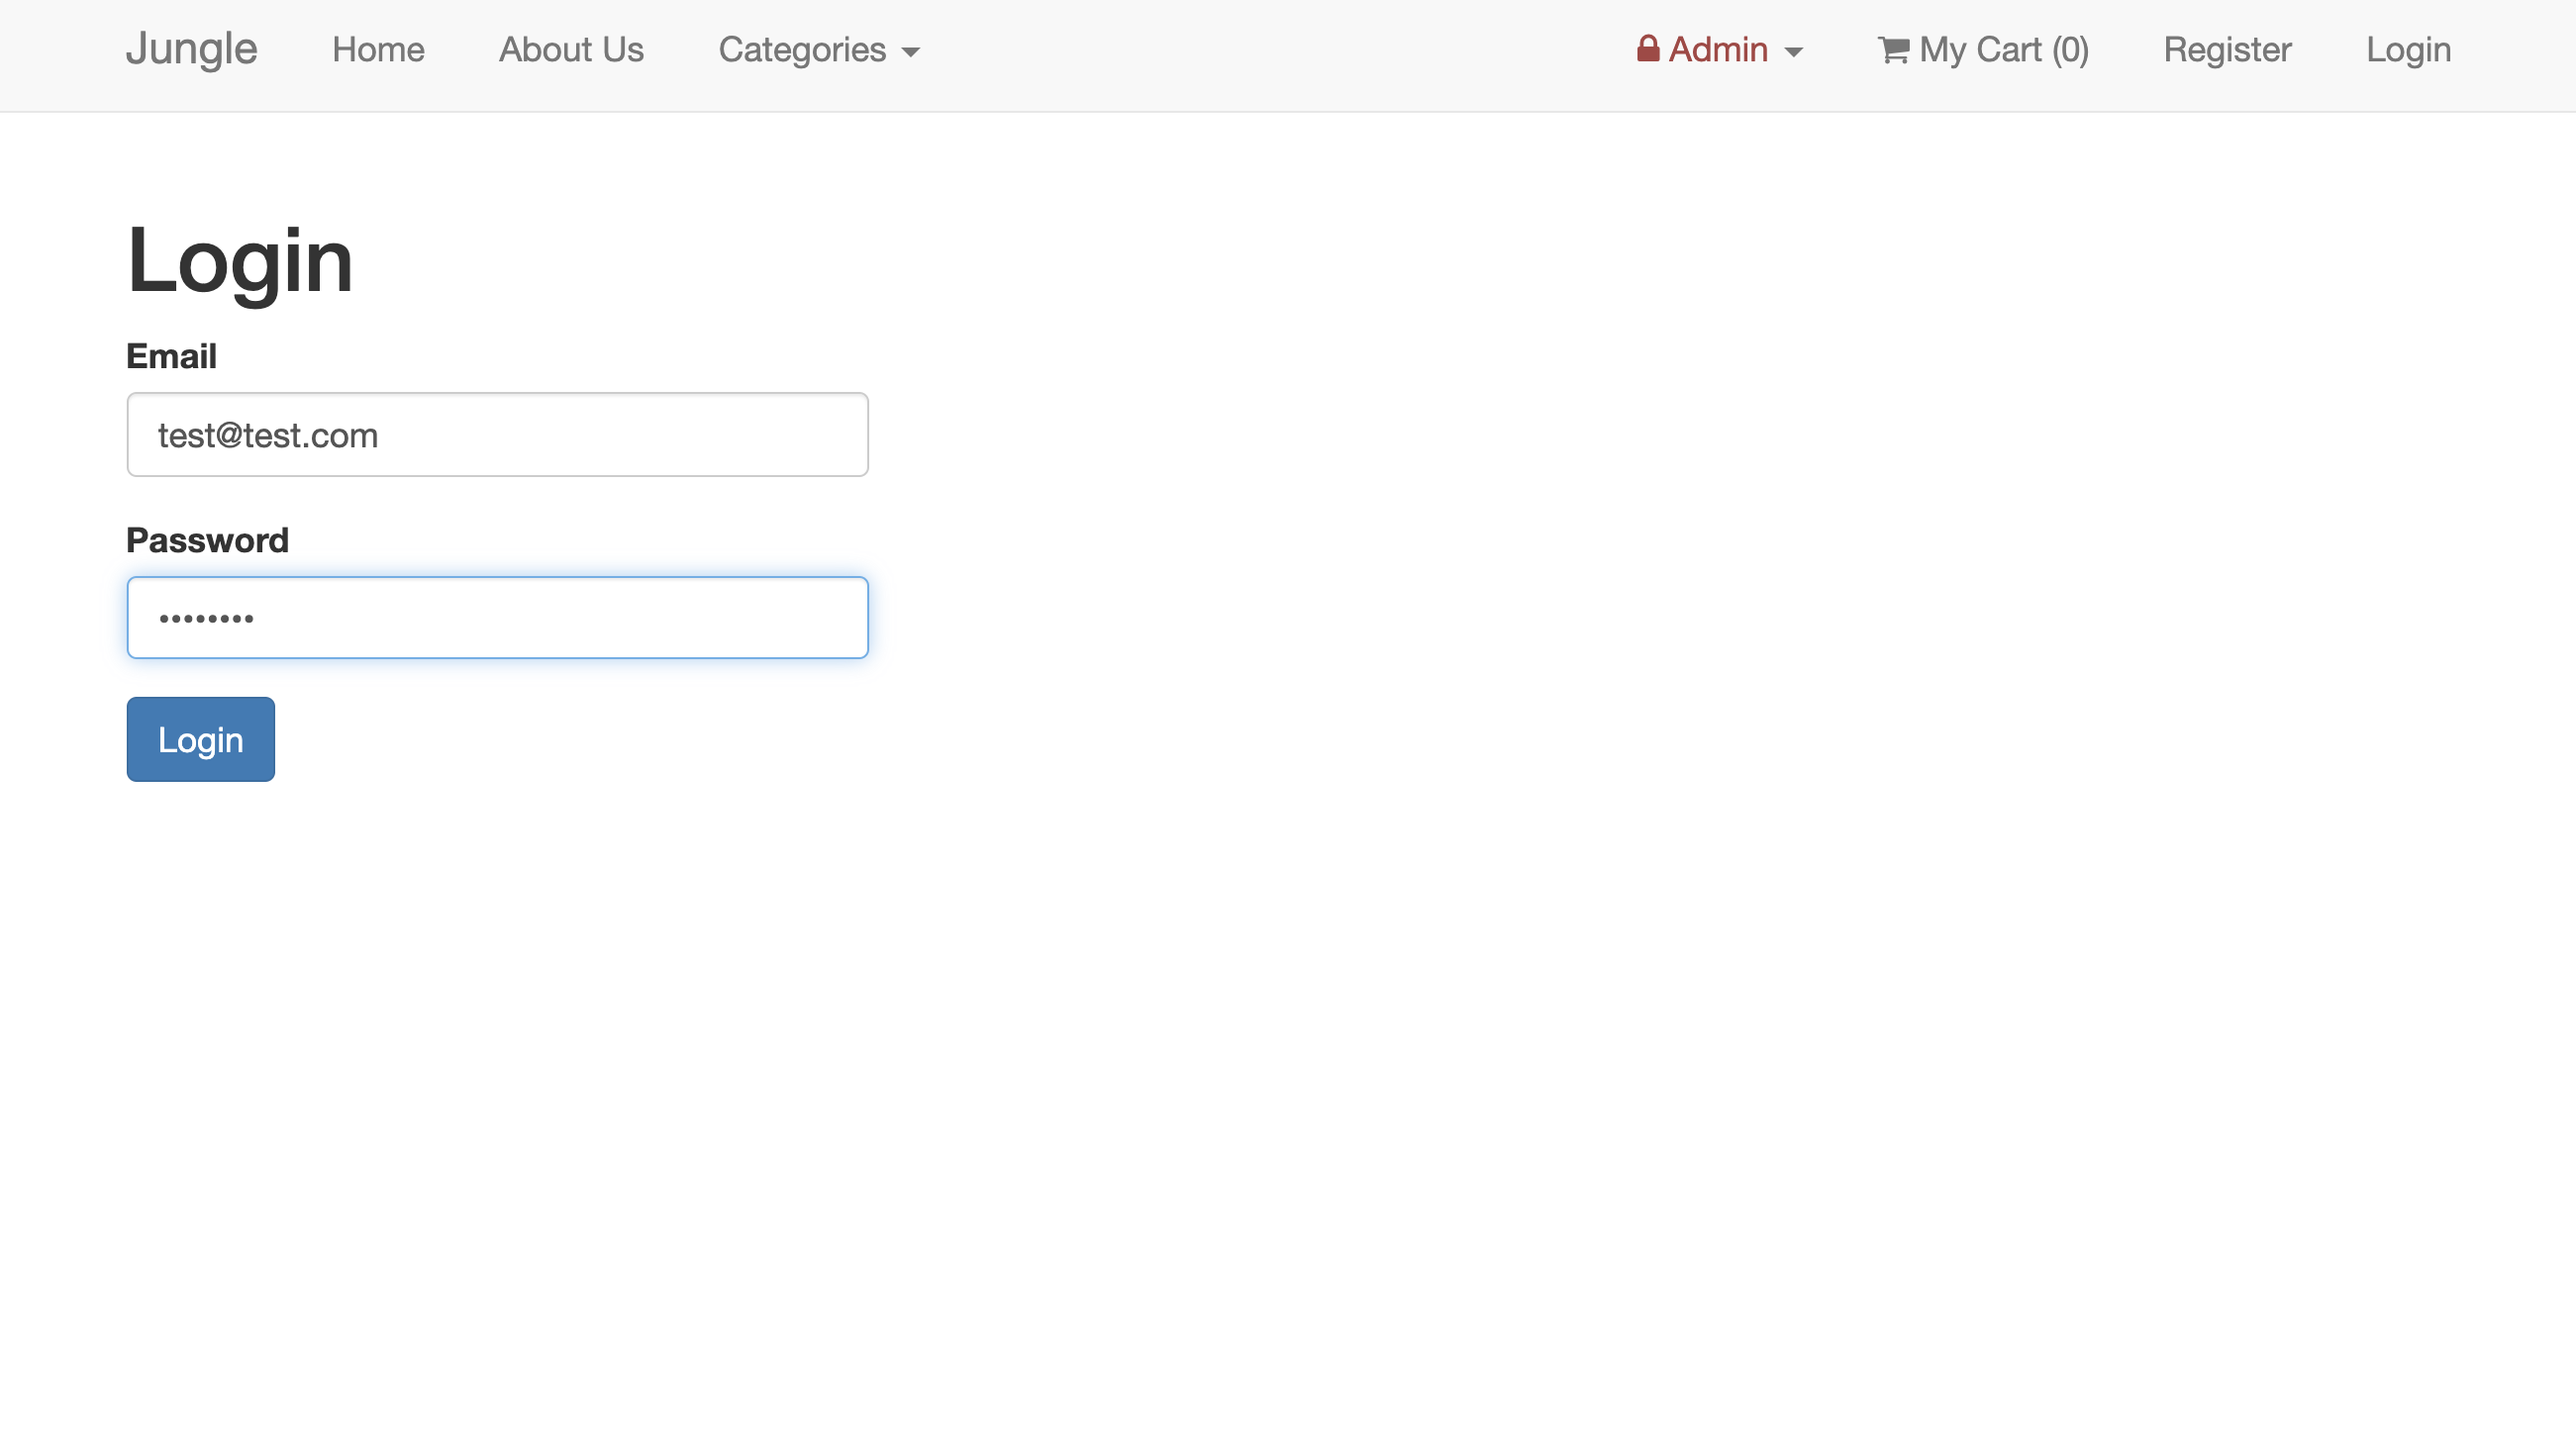 Jungle Home About Us Categories Admin My Cart (0) Register Login
Login
Email
test@test.com
Password
••••••••
Login